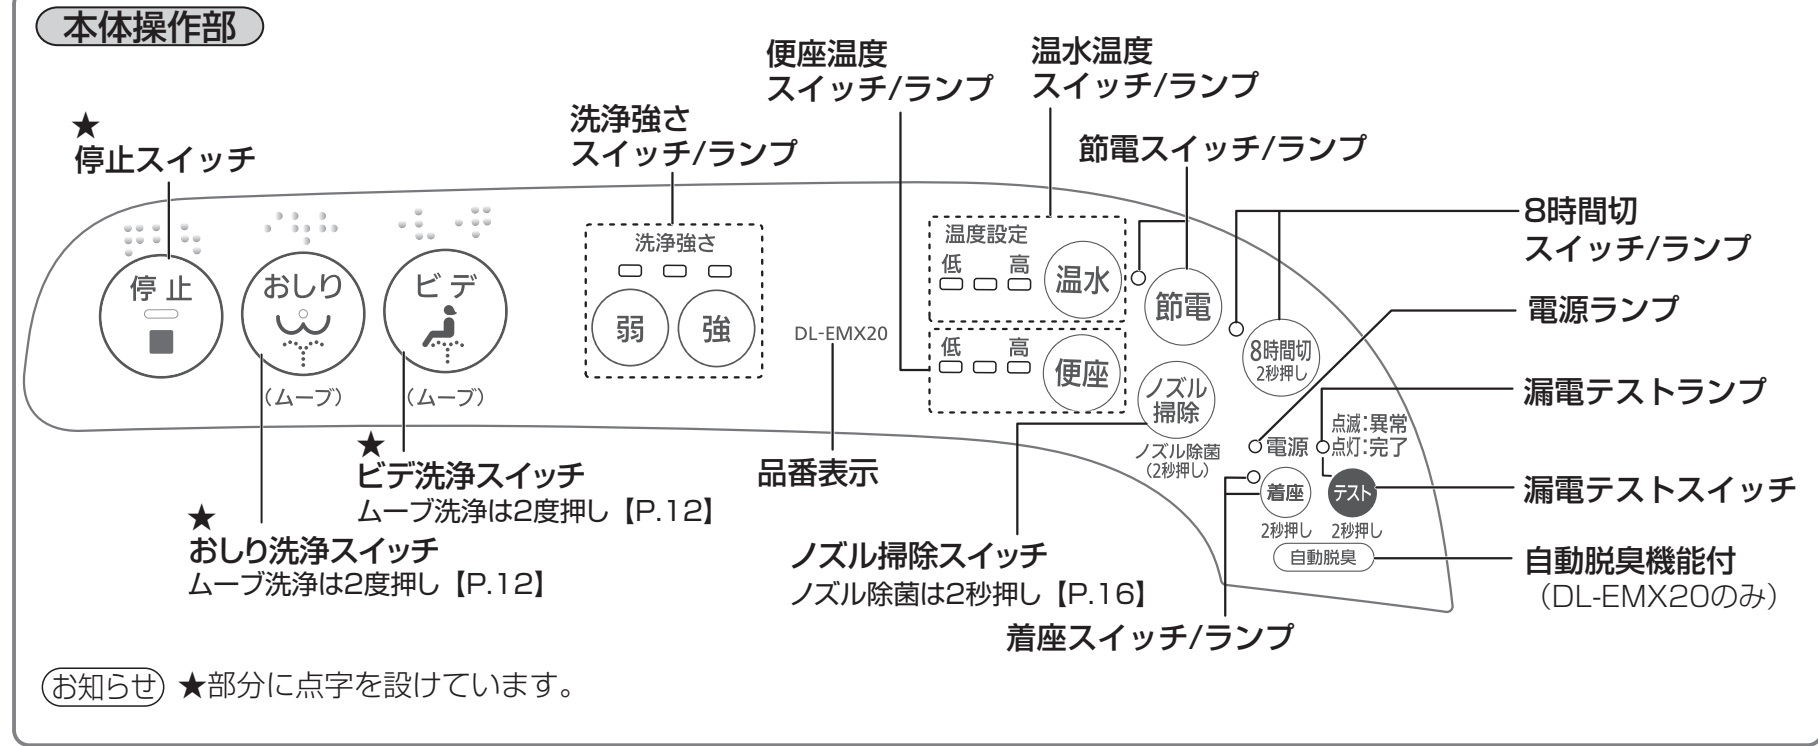 本体操作部
便座温度
スイッチ/ランプ
温水温度
スイッチ/ランプ
★
停止スイッチ
洗浄強さ
スイッチ/ランプ
節電スイッチ/ランプ
8時間切
スイッチ/ランプ
電源ランプ
漏電テストランプ
漏電テストスイッチ
自動脱臭機能付
（DL-EMX20のみ）
停止
おしり
（ムーブ）
ビデ
（ムーブ）
洗浄強さ
弱
強
DL-EMX20
温度設定
低 高
温水
低 高
便座
節電
8時間切
2秒押し
ノズル
掃除
ノズル除菌
（2秒押し）
電源
点滅：異常
点灯：完了
着座
2秒押し
テスト
2秒押し
自動脱臭
★
ビデ洗浄スイッチ
ムーブ洗浄は2度押し【P.12】
★
おしり洗浄スイッチ
ムーブ洗浄は2度押し【P.12】
品番表示
ノズル掃除スイッチ
ノズル除菌は2秒押し【P.16】
着座スイッチ/ランプ
お知らせ ★部分に点字を設けています。